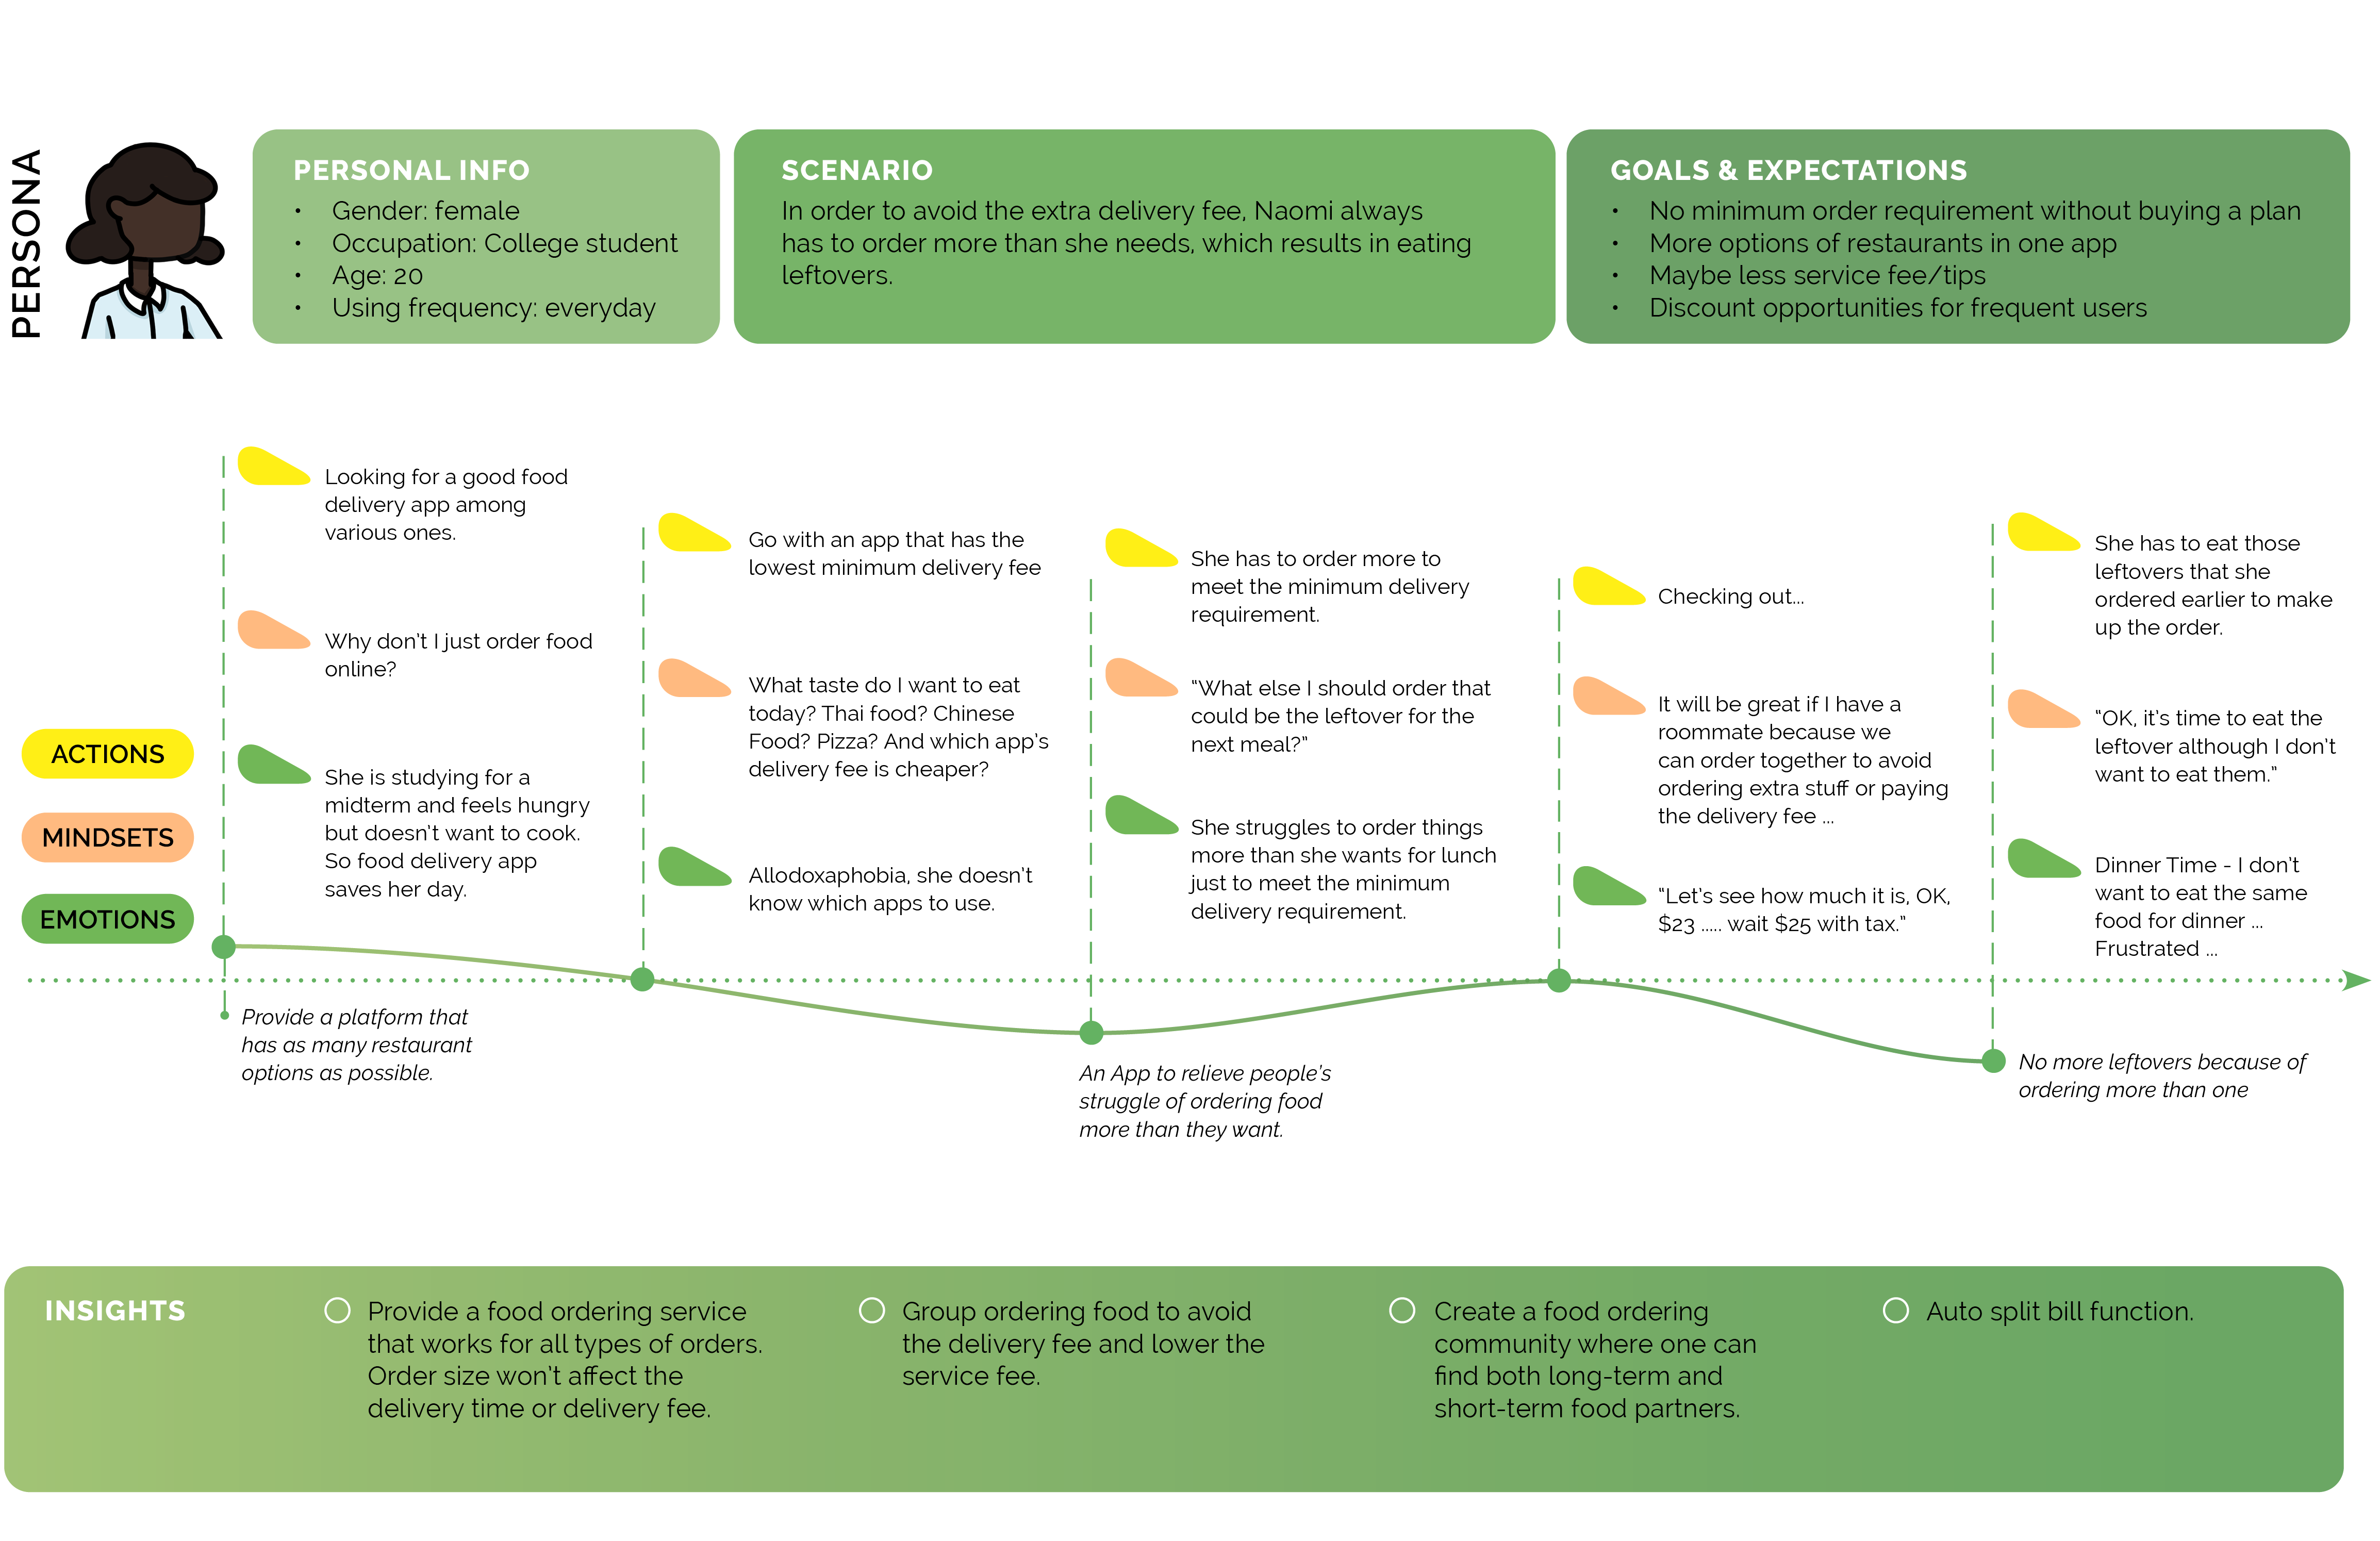 PERSONA
PERSONAL INFO
• Gender: female
• Occupation: College student
• Age: 20
• Using frequency: everyday
SCENARIO
In order to avoid the extra delivery fee, Naomi always
has to order more than she needs, which results in eating
leftovers.
GOALS & EXPECTATIONS
• No minimum order requirement without buying a plan
• More options of restaurants in one app
• Maybe less service fee/tips
• Discount opportunities for frequent users
ACTIONS
MINDSETS
EMOTIONS
Looking for a good food
delivery app among
various ones.
Why don't I just order food
online?
She is studying for a
midterm and feels hungry
but doesn't want to cook.
So food delivery app
saves her day.
Provide a platform that
has as many restaurant
options as possible.
Go with an app that has the
lowest minimum delivery fee
What taste do I want to eat
today? Thai food? Chinese
Food? Pizza? And which app's
delivery fee is cheaper?
Allodoxaphobia, she doesn't
know which apps to use.
She has to order more to
meet the minimum delivery
requirement.
"What else I should order that
could be the leftover for the
next meal?"
She struggles to order things
more than she wants for lunch
just to meet the minimum
delivery requirement.
An App to relieve people's
struggle of ordering food
more than they want.
Checking out...
It will be great if I have a
roommate because we
can order together to avoid
ordering extra stuff or paying
the delivery fee ...
"Let's see how much it is, OK,
$23 ..... wait $25 with tax."
She has to eat those
leftovers that she
ordered earlier to make
up the order.
"OK, it's time to eat the
leftover although I don't
want to eat them."
Dinner Time - I don't
want to eat the same
food for dinner ...
Frustrated ...
No more leftovers because of
ordering more than one
INSIGHTS
Provide a food ordering service
that works for all types of orders.
Order size won't affect the
delivery time or delivery fee.
Group ordering food to avoid
the delivery fee and lower the
service fee.
Create a food ordering
community where one can
find both long-term and
short-term food partners.
Auto split bill function.